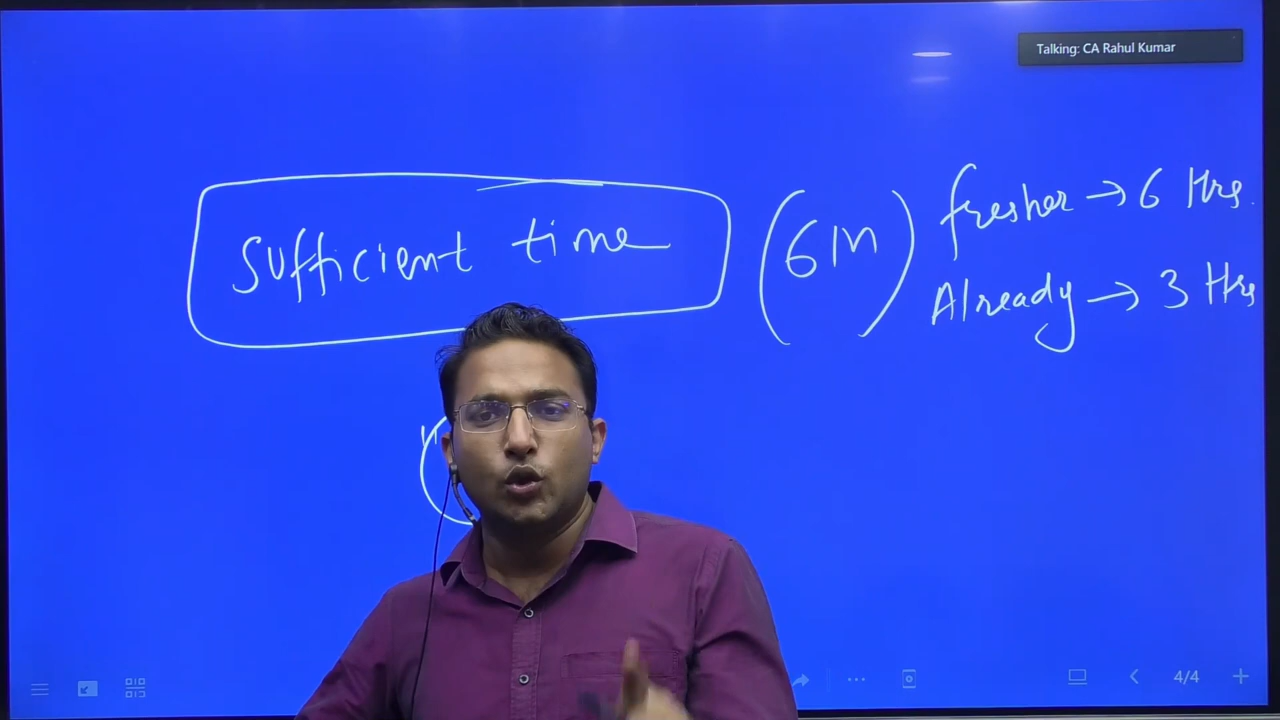 Talking: CA Rahul Kumar
Sufficient time (6M) fresher → 6 Hrs.
Already → 3 Hrs
4/4